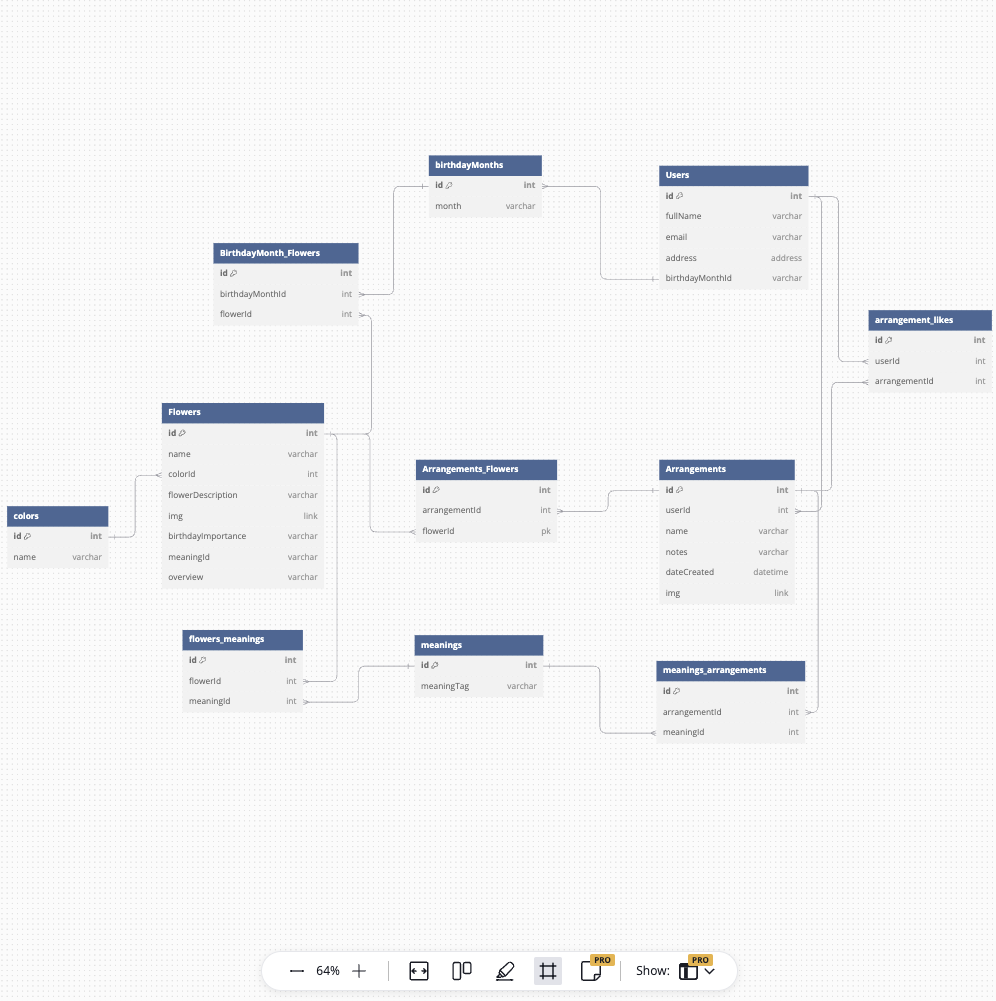 birthdayMonths
id int
month varchar
Users
id int
fullName varchar
email varchar
address address
birthdayMonthId varchar
BirthdayMonth_Flowers
id int
birthdayMonthId int
flowerId int
arrangement_likes
id int
userId int
arrangementId int
Flowers
id int
name varchar
colorId int
flowerDescription varchar
img link
birthdayImportance varchar
meaningId varchar
overview varchar
Arrangements_Flowers
id int
arrangementId int
flowerId pk
Arrangements
id int
userId int
name varchar
notes varchar
dateCreated datetime
img link
colors
id int
name varchar
flowers_meanings
id int
flowerId int
meaningId int
meanings
id int
meaningTag varchar
meanings_arrangements
id int
arrangementId int
meaningId int
64% PRO Show: PRO